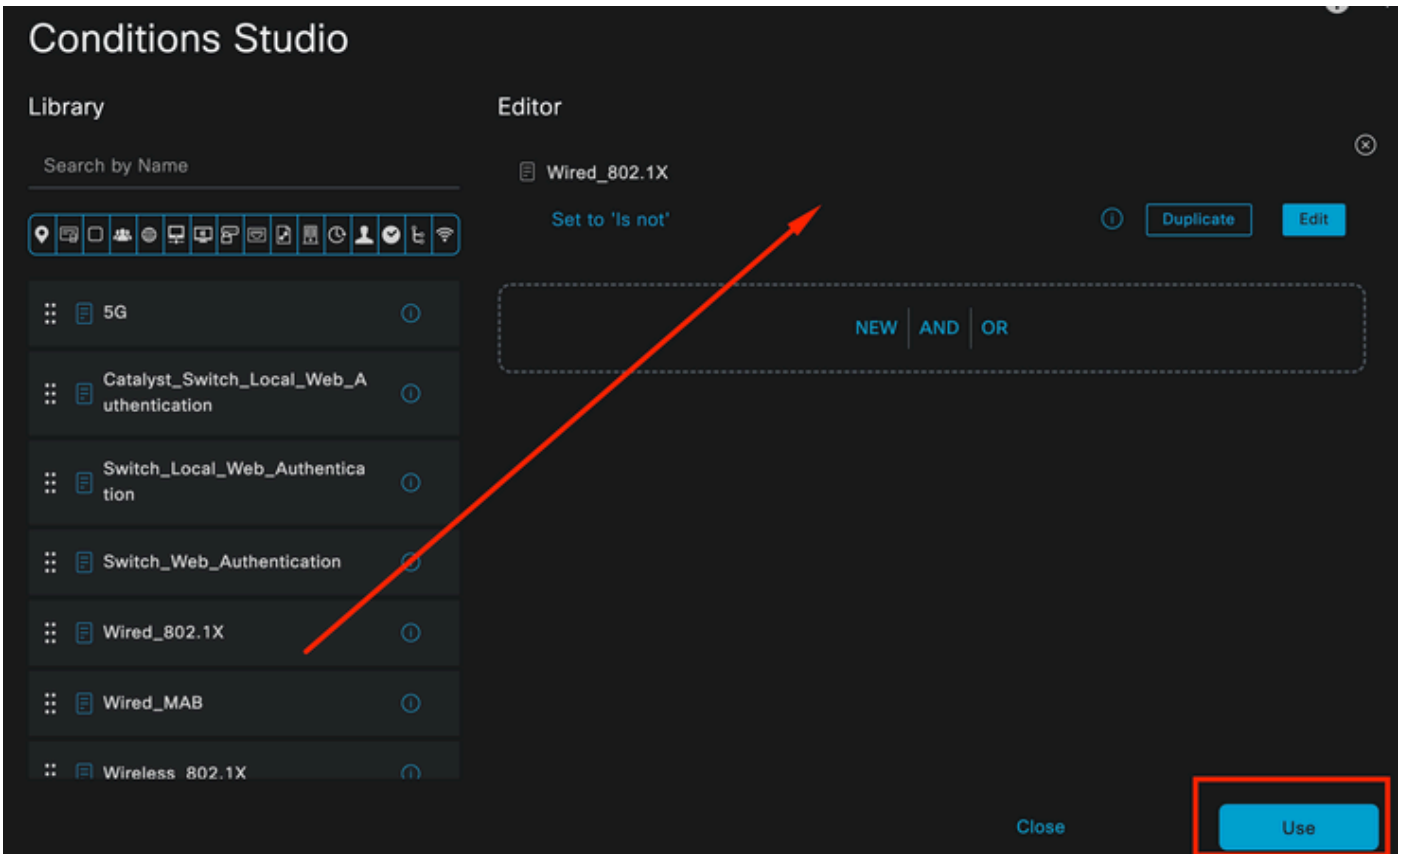 Conditions Studio
Library
Search by Name
5G
Catalyst_Switch_Local_Web_A
uthentication
Switch_Local_Web_Authentica
tion
Switch_Web_Authentication
Wired_802.1X
Wired_MAB
Wireless_802.1X
Editor
Wired_802.1X
Set to 'Is not'
Duplicate
Edit
NEW AND OR
Close
Use